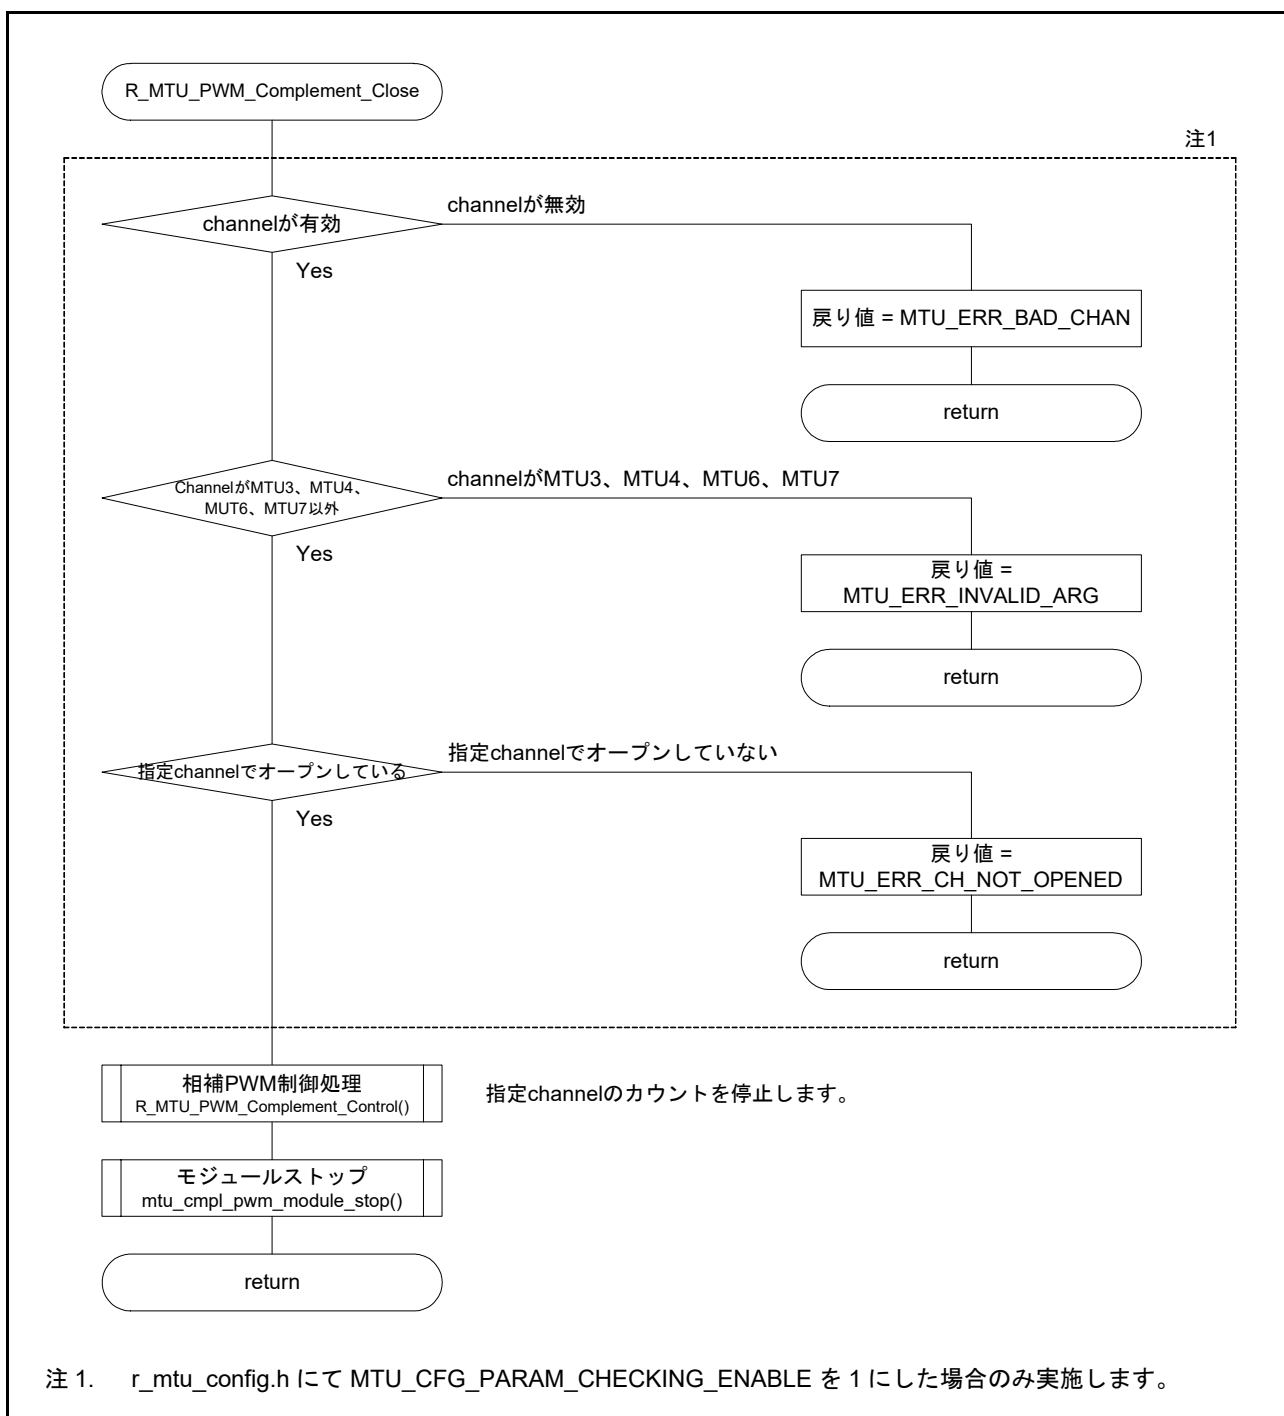 R_MTU_PWM_Complement_Close
注1
channelが有効
channelが無効
Yes
戻り値 = MTU_ERR_BAD_CHAN
return
ChannelがMTU3、MTU4、
MUT6、MTU7以外
channelがMTU3、MTU4、MTU6、MTU7
Yes
戻り値 =
MTU_ERR_INVALID_ARG
return
指定channelでオープンしている
指定channelでオープンしていない
Yes
戻り値 =
MTU_ERR_CH_NOT_OPENED
return
相補PWM制御処理
R_MTU_PWM_Complement_Control()
指定channelのカウントを停止します。
モジュールストップ
mtu_cmpl_pwm_module_stop()
return
注 1. r_mtu_config.h にて MTU_CFG_PARAM_CHECKING_ENABLE を 1 にした場合のみ実施します。